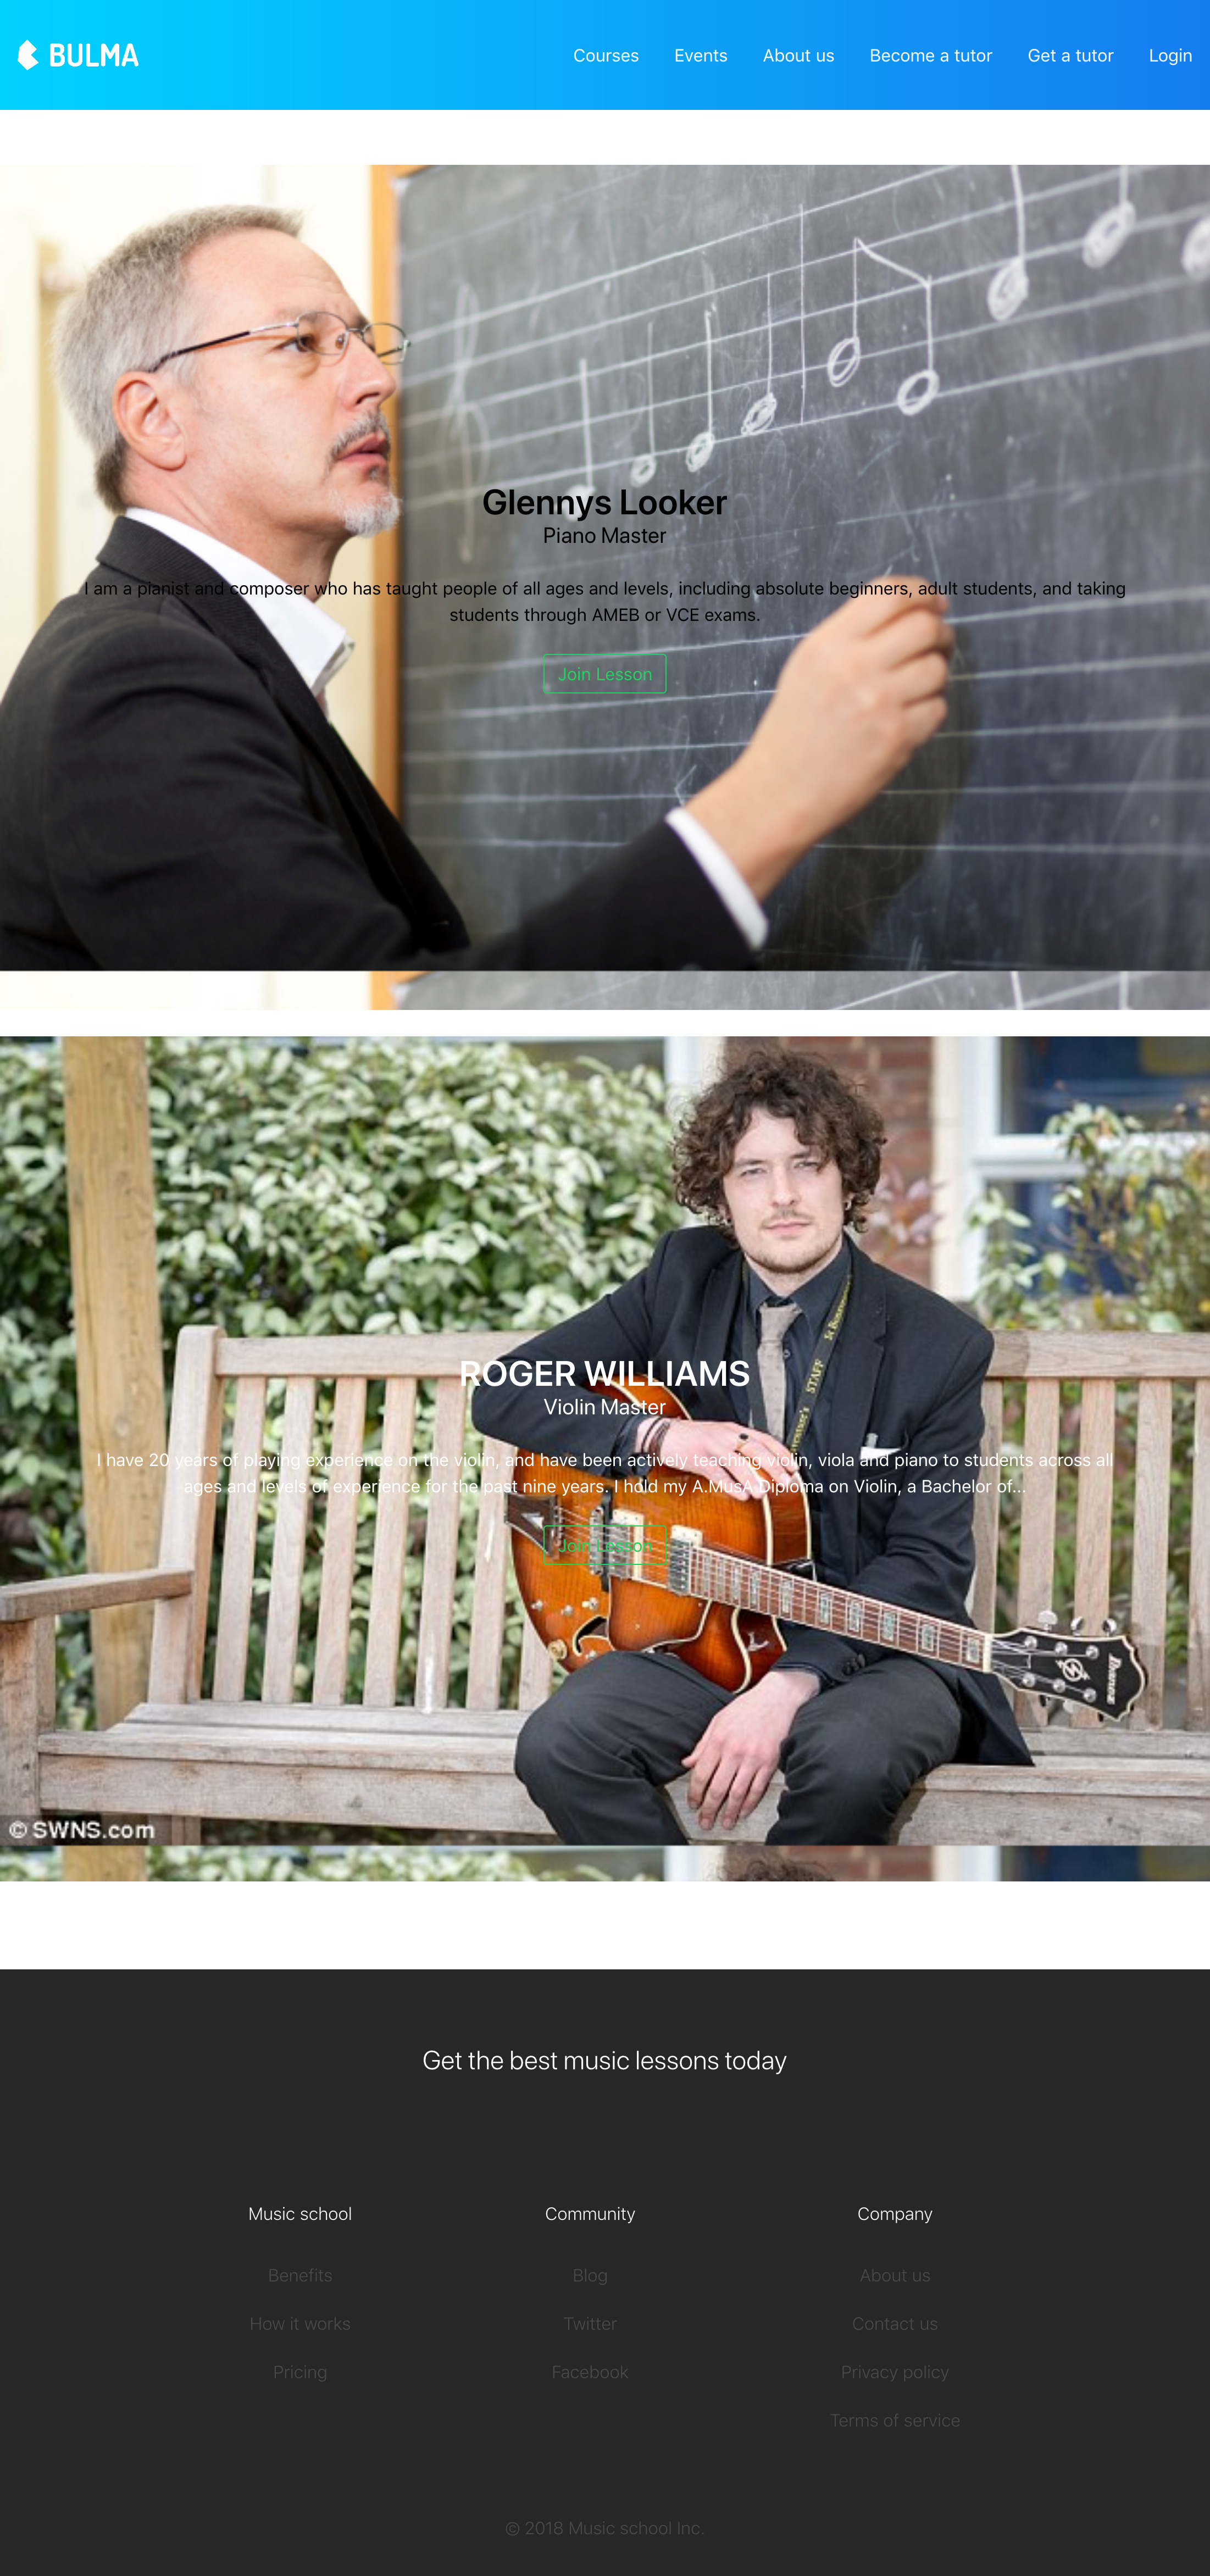 BULMA
Courses Events About us Become a tutor Get a tutor Login
Glennys Looker
Piano Master
I am a pianist and composer who has taught people of all ages and levels, including absolute beginners, adult students, and taking
students through AMEB or VCE exams.
Join Lesson
STAFF
ROGER WILLIAMS
Violin Master
I have 20 years of playing experience on the violin, and have been actively teaching violin, viola and piano to students across all
ages and levels of experience for the past nine years. I hold my A.MusA Diploma on Violin, a Bachelor of...
Join Lesson
Ibanez
© SWNS.com
Get the best music lessons today
Music school Community Company
Benefits Blog About us
How it works Twitter Contact us
Pricing Facebook Privacy policy
Terms of service
© 2018 Music school Inc.